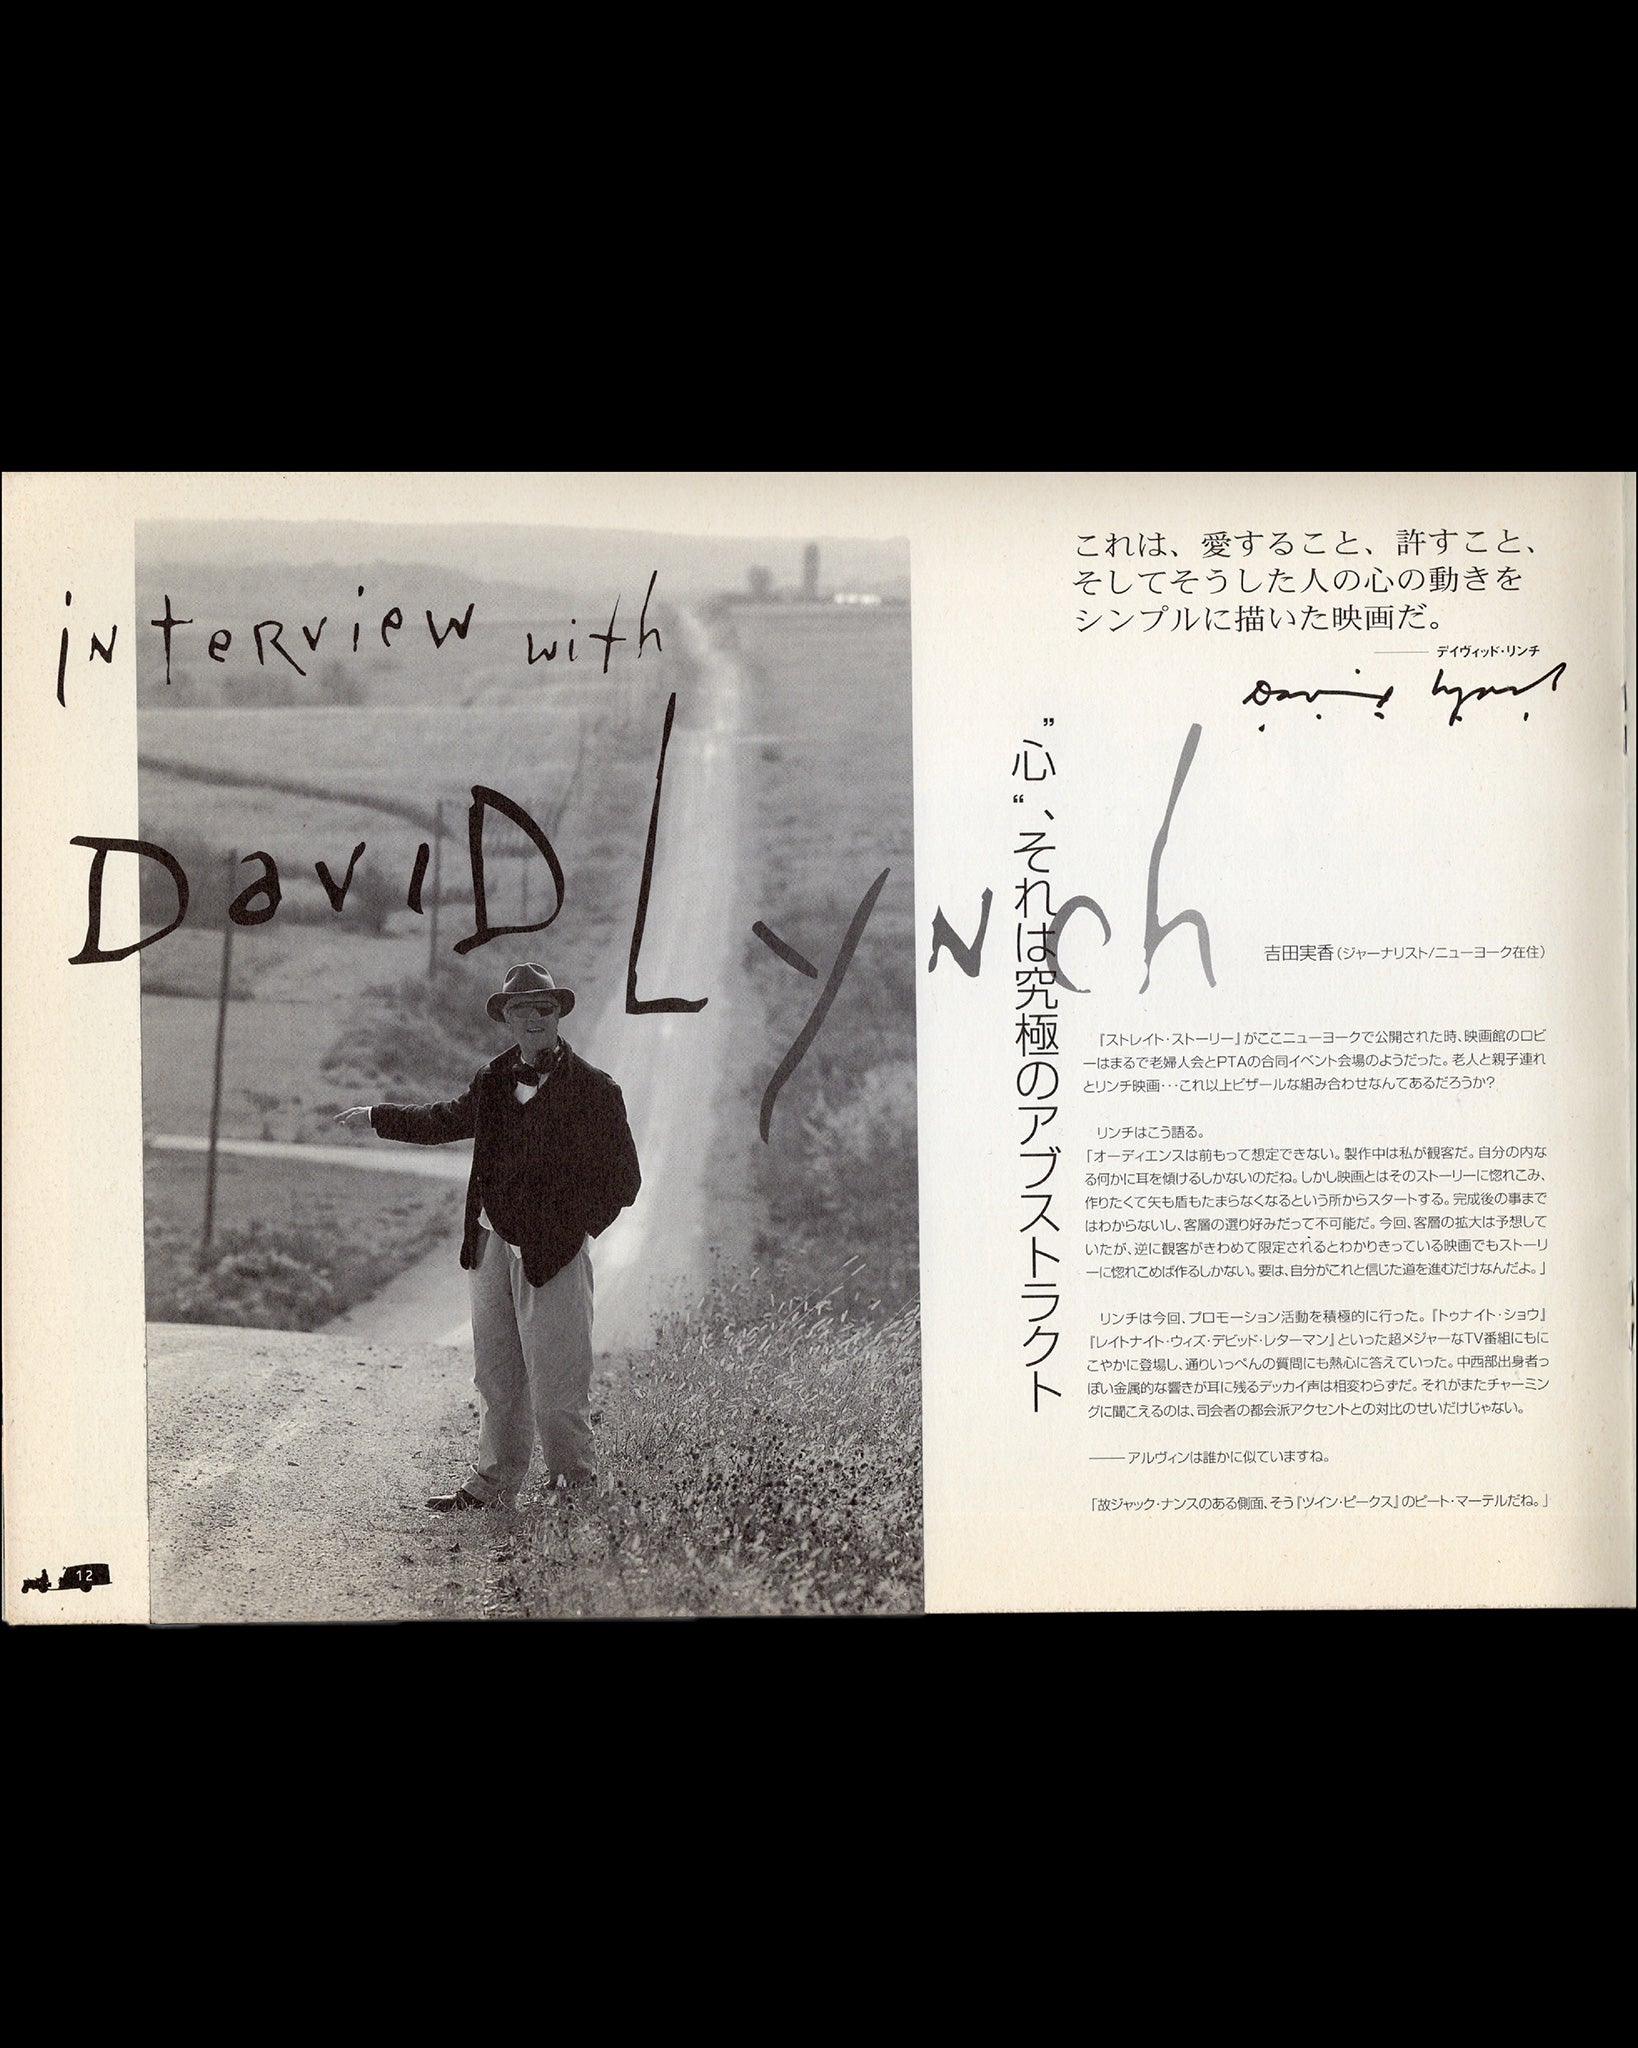 interview with
David Lynch
これは、愛すること、許すこと、
そしてそうした人の心の動きを
シンプルに描いた映画だ。
―― デイヴィッド・リンチ
David Lynch
"心"、それは究極のアブストラクト
吉田実香(ジャーナリスト/ニューヨーク在住)
『ストレイト・ストーリー』がここニューヨークで公開された時、映画館のロビ
ーはまるで老婦人会とPTAの合同イベント会場のようだった。老人と親子連れ
とリンチ映画･･･これ以上ビザールな組み合わせなんてあるだろうか?
リンチはこう語る。
「オーディエンスは前もって想定できない。製作中は私が観客だ。自分の内な
る何かに耳を傾けるしかないのだね。しかし映画とはそのストーリーに惚れこみ、
作りたくて矢も盾もたまらなくなるという所からスタートする。完成後の事まで
はわからないし、客層の選り好みだって不可能だ。今回、客層の拡大は予想して
いたが、逆に観客がきわめて限定されるとわかりきっている映画でもストーリ
ーに惚れこめば作るしかない。要は、自分がこれと信じた道を進むだけなんだよ。」
リンチは今回、プロモーション活動を積極的に行った。『トゥナイト・ショウ』
『レイトナイト・ウィズ・デビッド・レターマン』といった超メジャーなTV番組にもに
こやかに登場し、通りいっぺんの質問にも熱心に答えていった。中西部出身者っ
ぽい金属的な響きが耳に残るデッカイ声は相変わらずだ。それがまたチャーミン
グに聞こえるのは、司会者の都会派アクセントとの対比のせいだけじゃない。
―― アルヴィンは誰かに似ていますね。
「故ジャック・ナンスのある側面、そう『ツイン・ピークス』のピート・マーテルだね。」
12